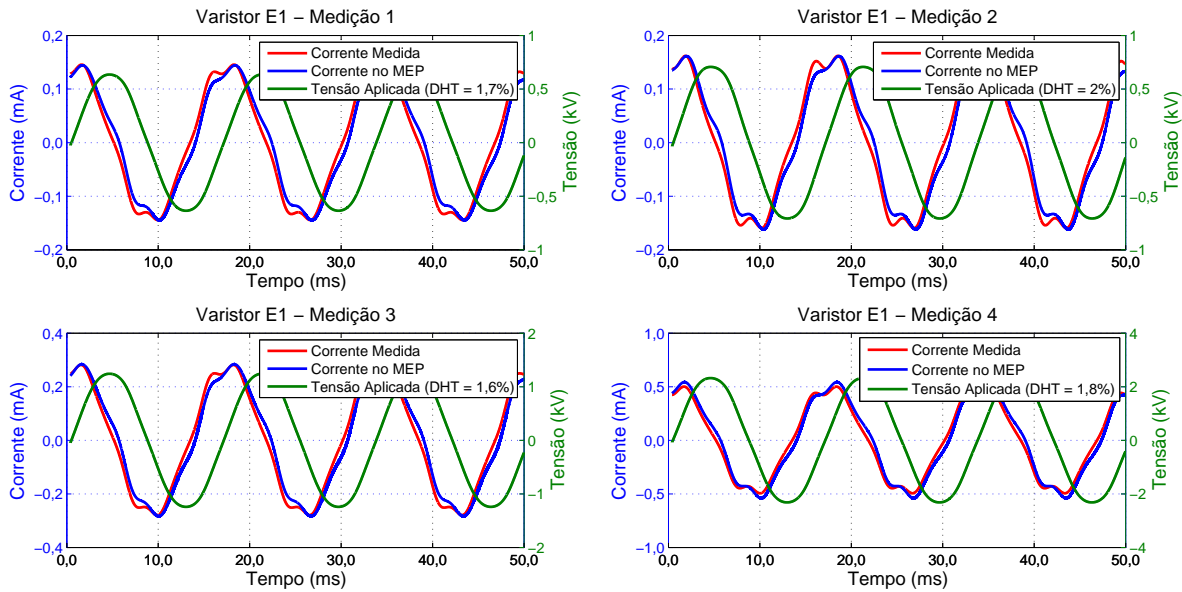 Varistor E1 − Medição 1
Corrente Medida
Corrente no MEP
Tensão Aplicada (DHT = 1,7%)
Corrente (mA)
0,2
0,1
0,0
−0,1
−0,2
Tensão (kV)
1
0,5
0
−0,5
−1
0,0 10,0 20,0 30,0 40,0 50,0
Tempo (ms)
Varistor E1 − Medição 2
Corrente Medida
Corrente no MEP
Tensão Aplicada (DHT = 2%)
Corrente (mA)
0,2
0,1
0,0
−0,1
−0,2
Tensão (kV)
1
0,5
0
−0,5
−1
0,0 10,0 20,0 30,0 40,0 50,0
Tempo (ms)
Varistor E1 − Medição 3
Corrente Medida
Corrente no MEP
Tensão Aplicada (DHT = 1,6%)
Corrente (mA)
0,4
0,2
0,0
−0,2
−0,4
Tensão (kV)
2
1
0
−1
−2
0,0 10,0 20,0 30,0 40,0 50,0
Tempo (ms)
Varistor E1 − Medição 4
Corrente Medida
Corrente no MEP
Tensão Aplicada (DHT = 1,8%)
Corrente (mA)
1,0
0,5
0,0
−0,5
−1,0
Tensão (kV)
4
2
0
−2
−4
0,0 10,0 20,0 30,0 40,0 50,0
Tempo (ms)